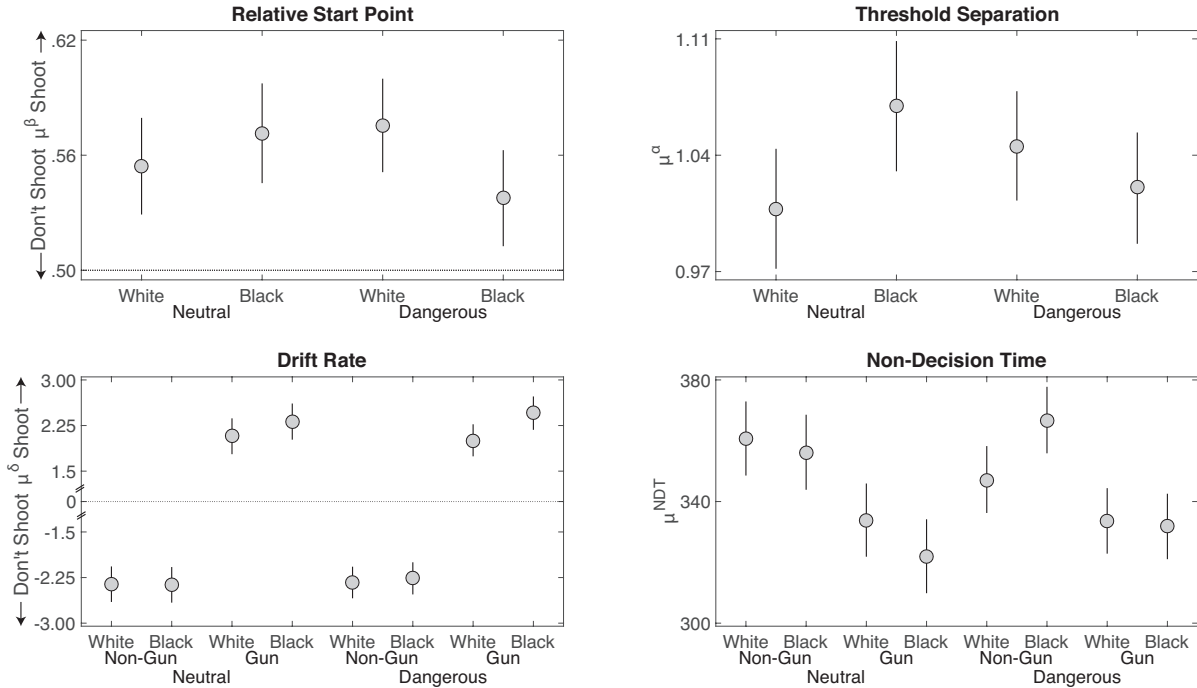 Relative Start Point
Don't Shoot μβ Shoot
.62
.56
.50
White Black White Black
Neutral Dangerous
Threshold Separation
μα
1.11
1.04
0.97
White Black White Black
Neutral Dangerous
Drift Rate
Don't Shoot μδ Shoot
3.00
2.25
1.5
0
-1.5
-2.25
-3.00
White Black White Black White Black White Black
Non-Gun Gun Non-Gun Gun
Neutral Dangerous
Non-Decision Time
μNDT
380
340
300
White Black White Black White Black White Black
Non-Gun Gun Non-Gun Gun
Neutral Dangerous